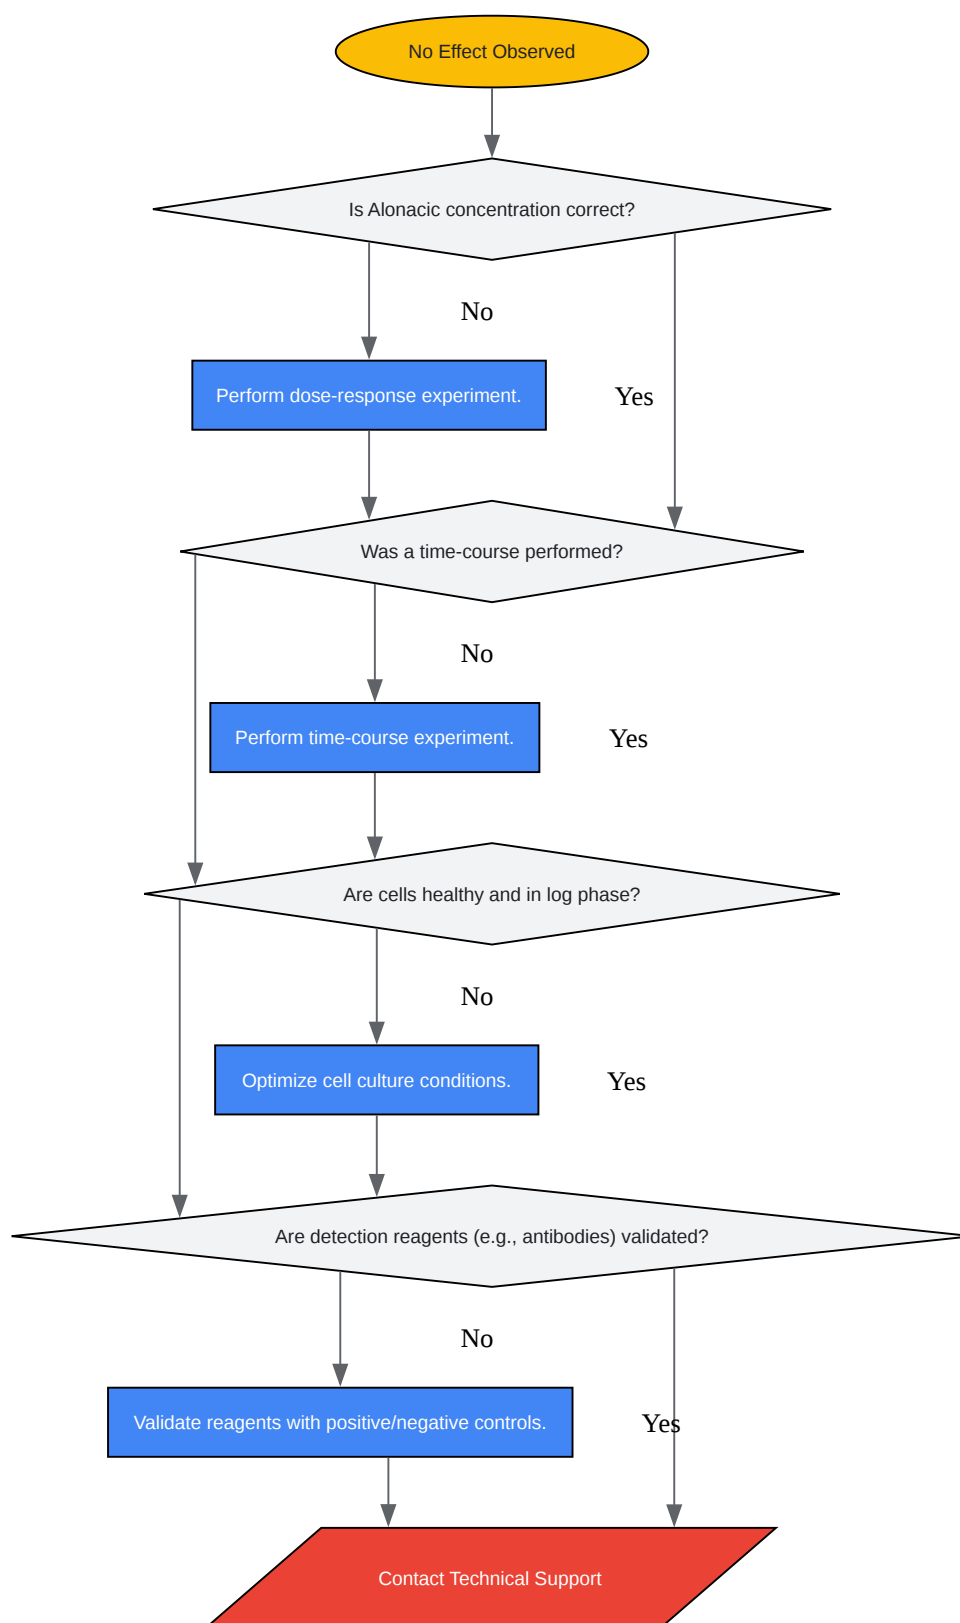 No Effect Observed
Is Alonacic concentration correct?
No
Perform dose-response experiment.
Yes
Was a time-course performed?
No
Perform time-course experiment.
Yes
Are cells healthy and in log phase?
No
Optimize cell culture conditions.
Yes
Are detection reagents (e.g., antibodies) validated?
No
Validate reagents with positive/negative controls.
Yes
Contact Technical Support